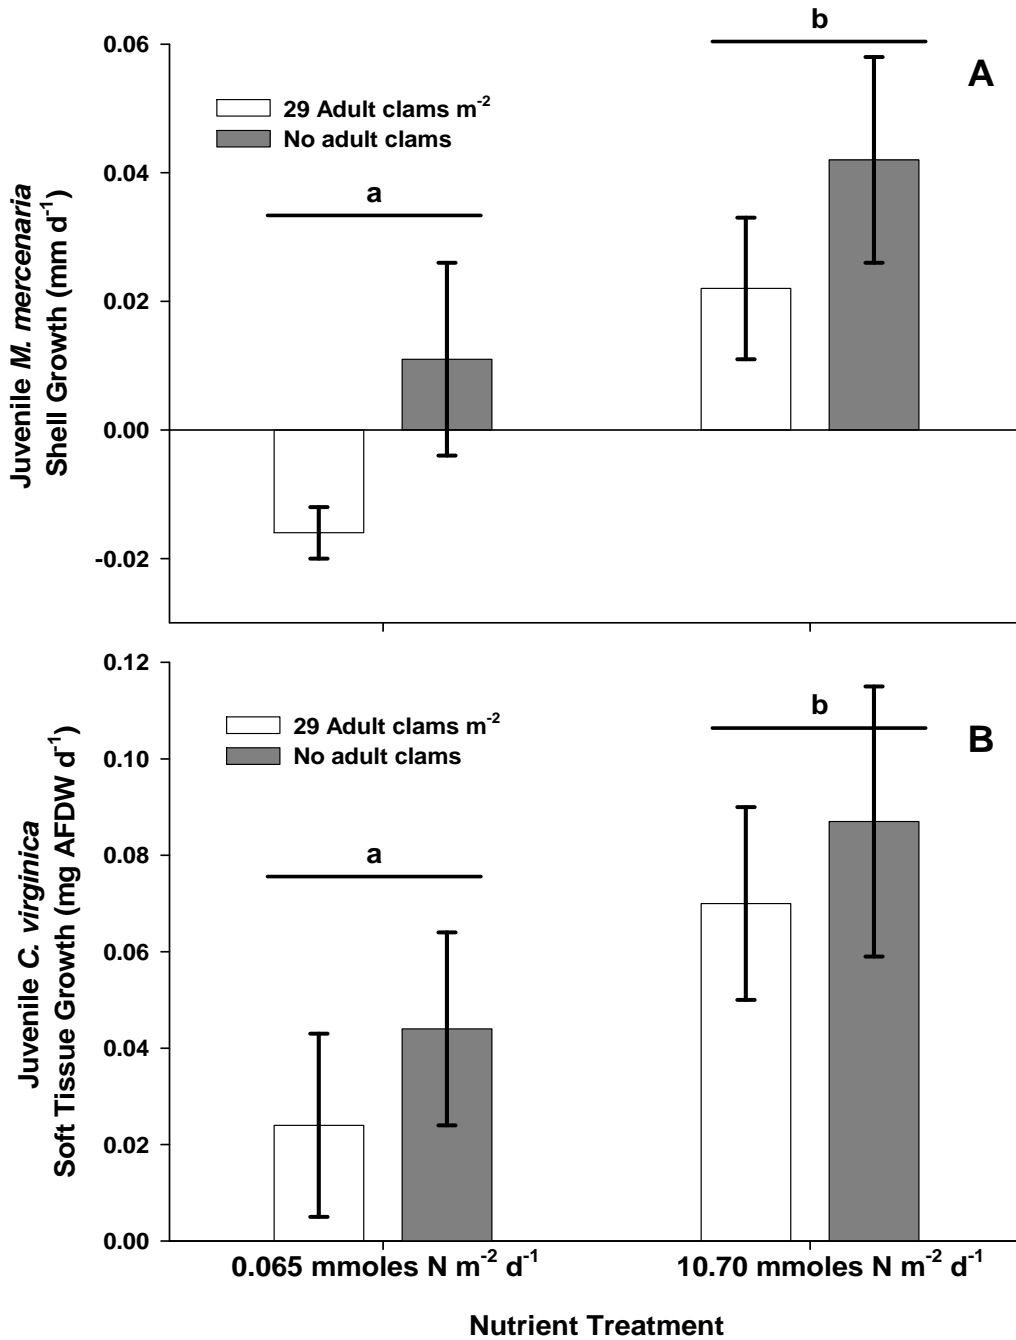 b
0.06
A
29 Adult clams m-2
No adult clams
a
0.04
0.02
0.00
-0.02
Juvenile M. mercenaria
Shell Growth (mm d-1)
0.12
b
29 Adult clams m-2
No adult clams
B
0.10
a
0.08
0.06
0.04
0.02
0.00
Juvenile C. virginica
Soft Tissue Growth (mg AFDW d-1)
0.065 mmoles N m-2 d-1
10.70 mmoles N m-2 d-1
Nutrient Treatment